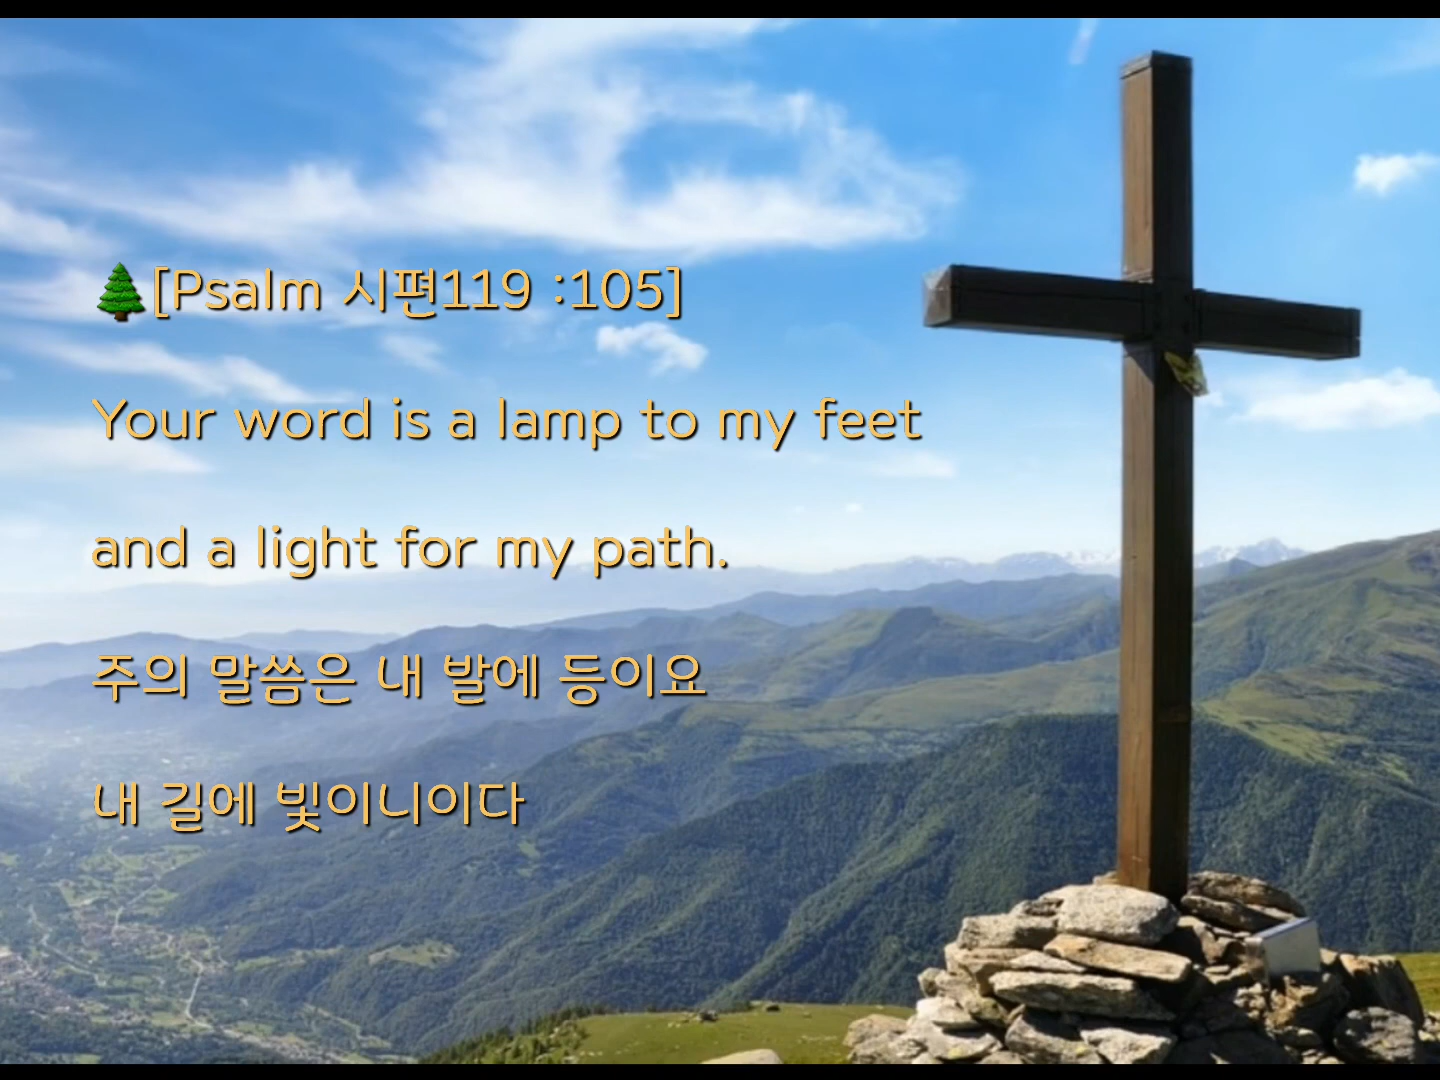 🌲[Psalm 시편119 :105]
Your word is a lamp to my feet
and a light for my path.
주의 말씀은 내 발에 등이요
내 길에 빛이니이다